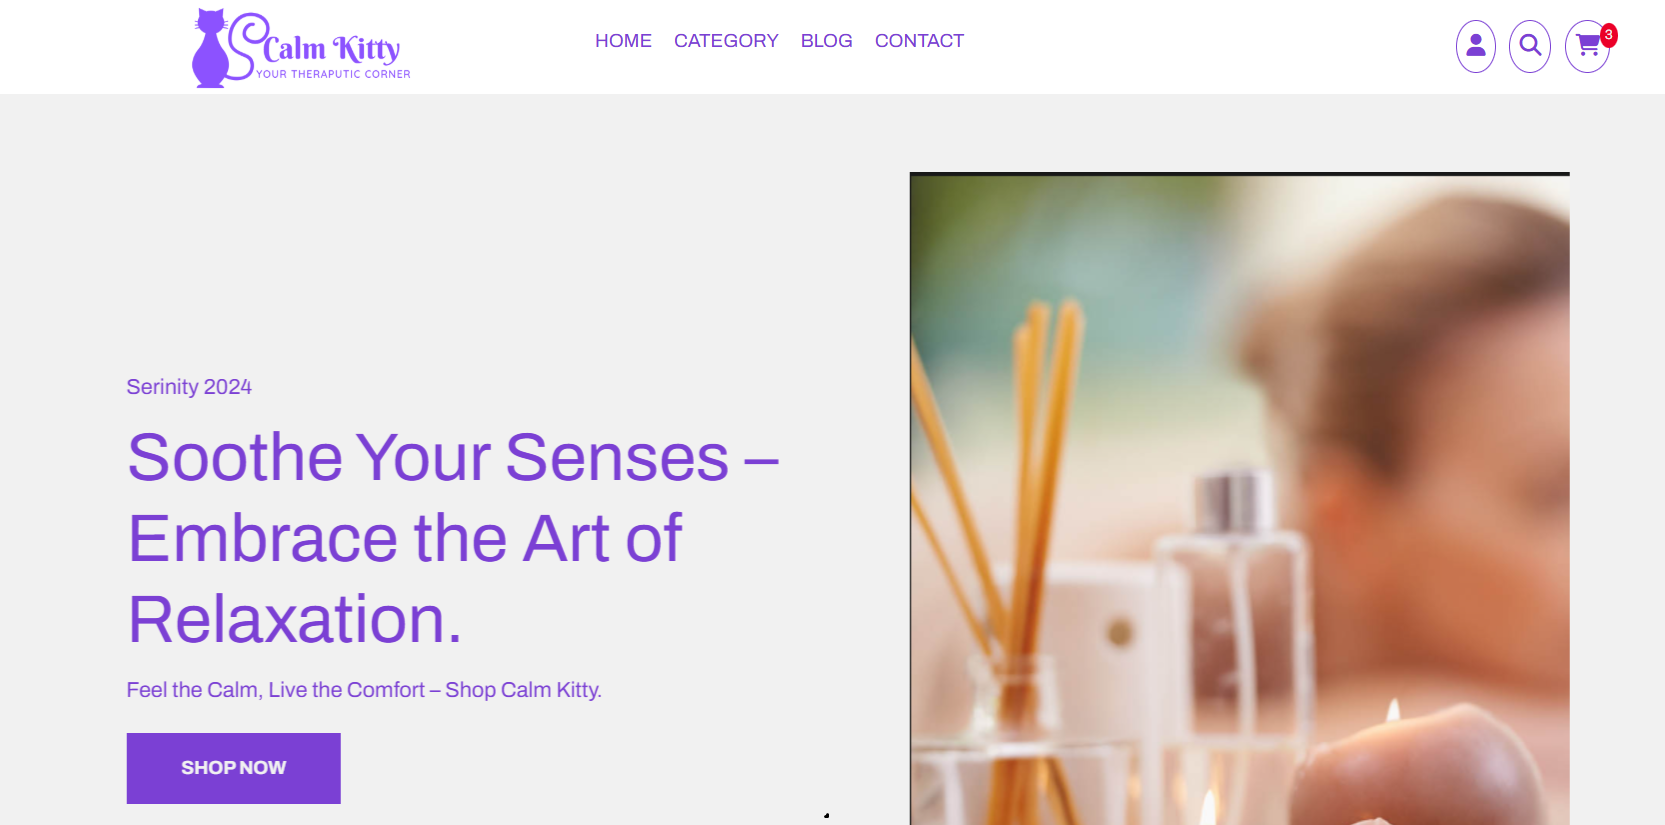 Calm Kitty
YOUR THERAPUTIC CORNER
HOME CATEGORY BLOG CONTACT
3
Serinity 2024
Soothe Your Senses –
Embrace the Art of
Relaxation.
Feel the Calm, Live the Comfort – Shop Calm Kitty.
SHOP NOW